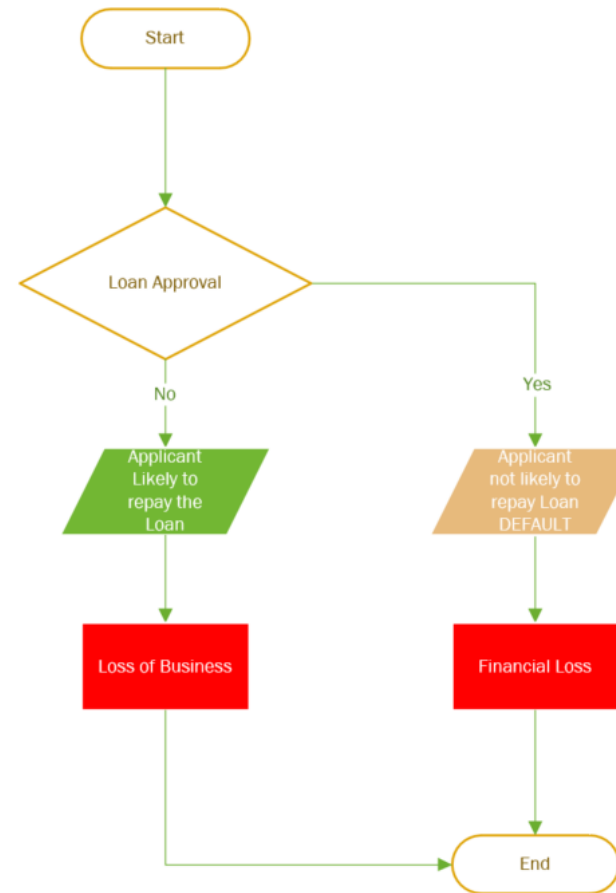 Start
Loan Approval
No
Yes
Applicant
Likely to
repay the
Loan
Applicant
not likely to
repay Loan
DEFAULT
Loss of Business
Financial Loss
End